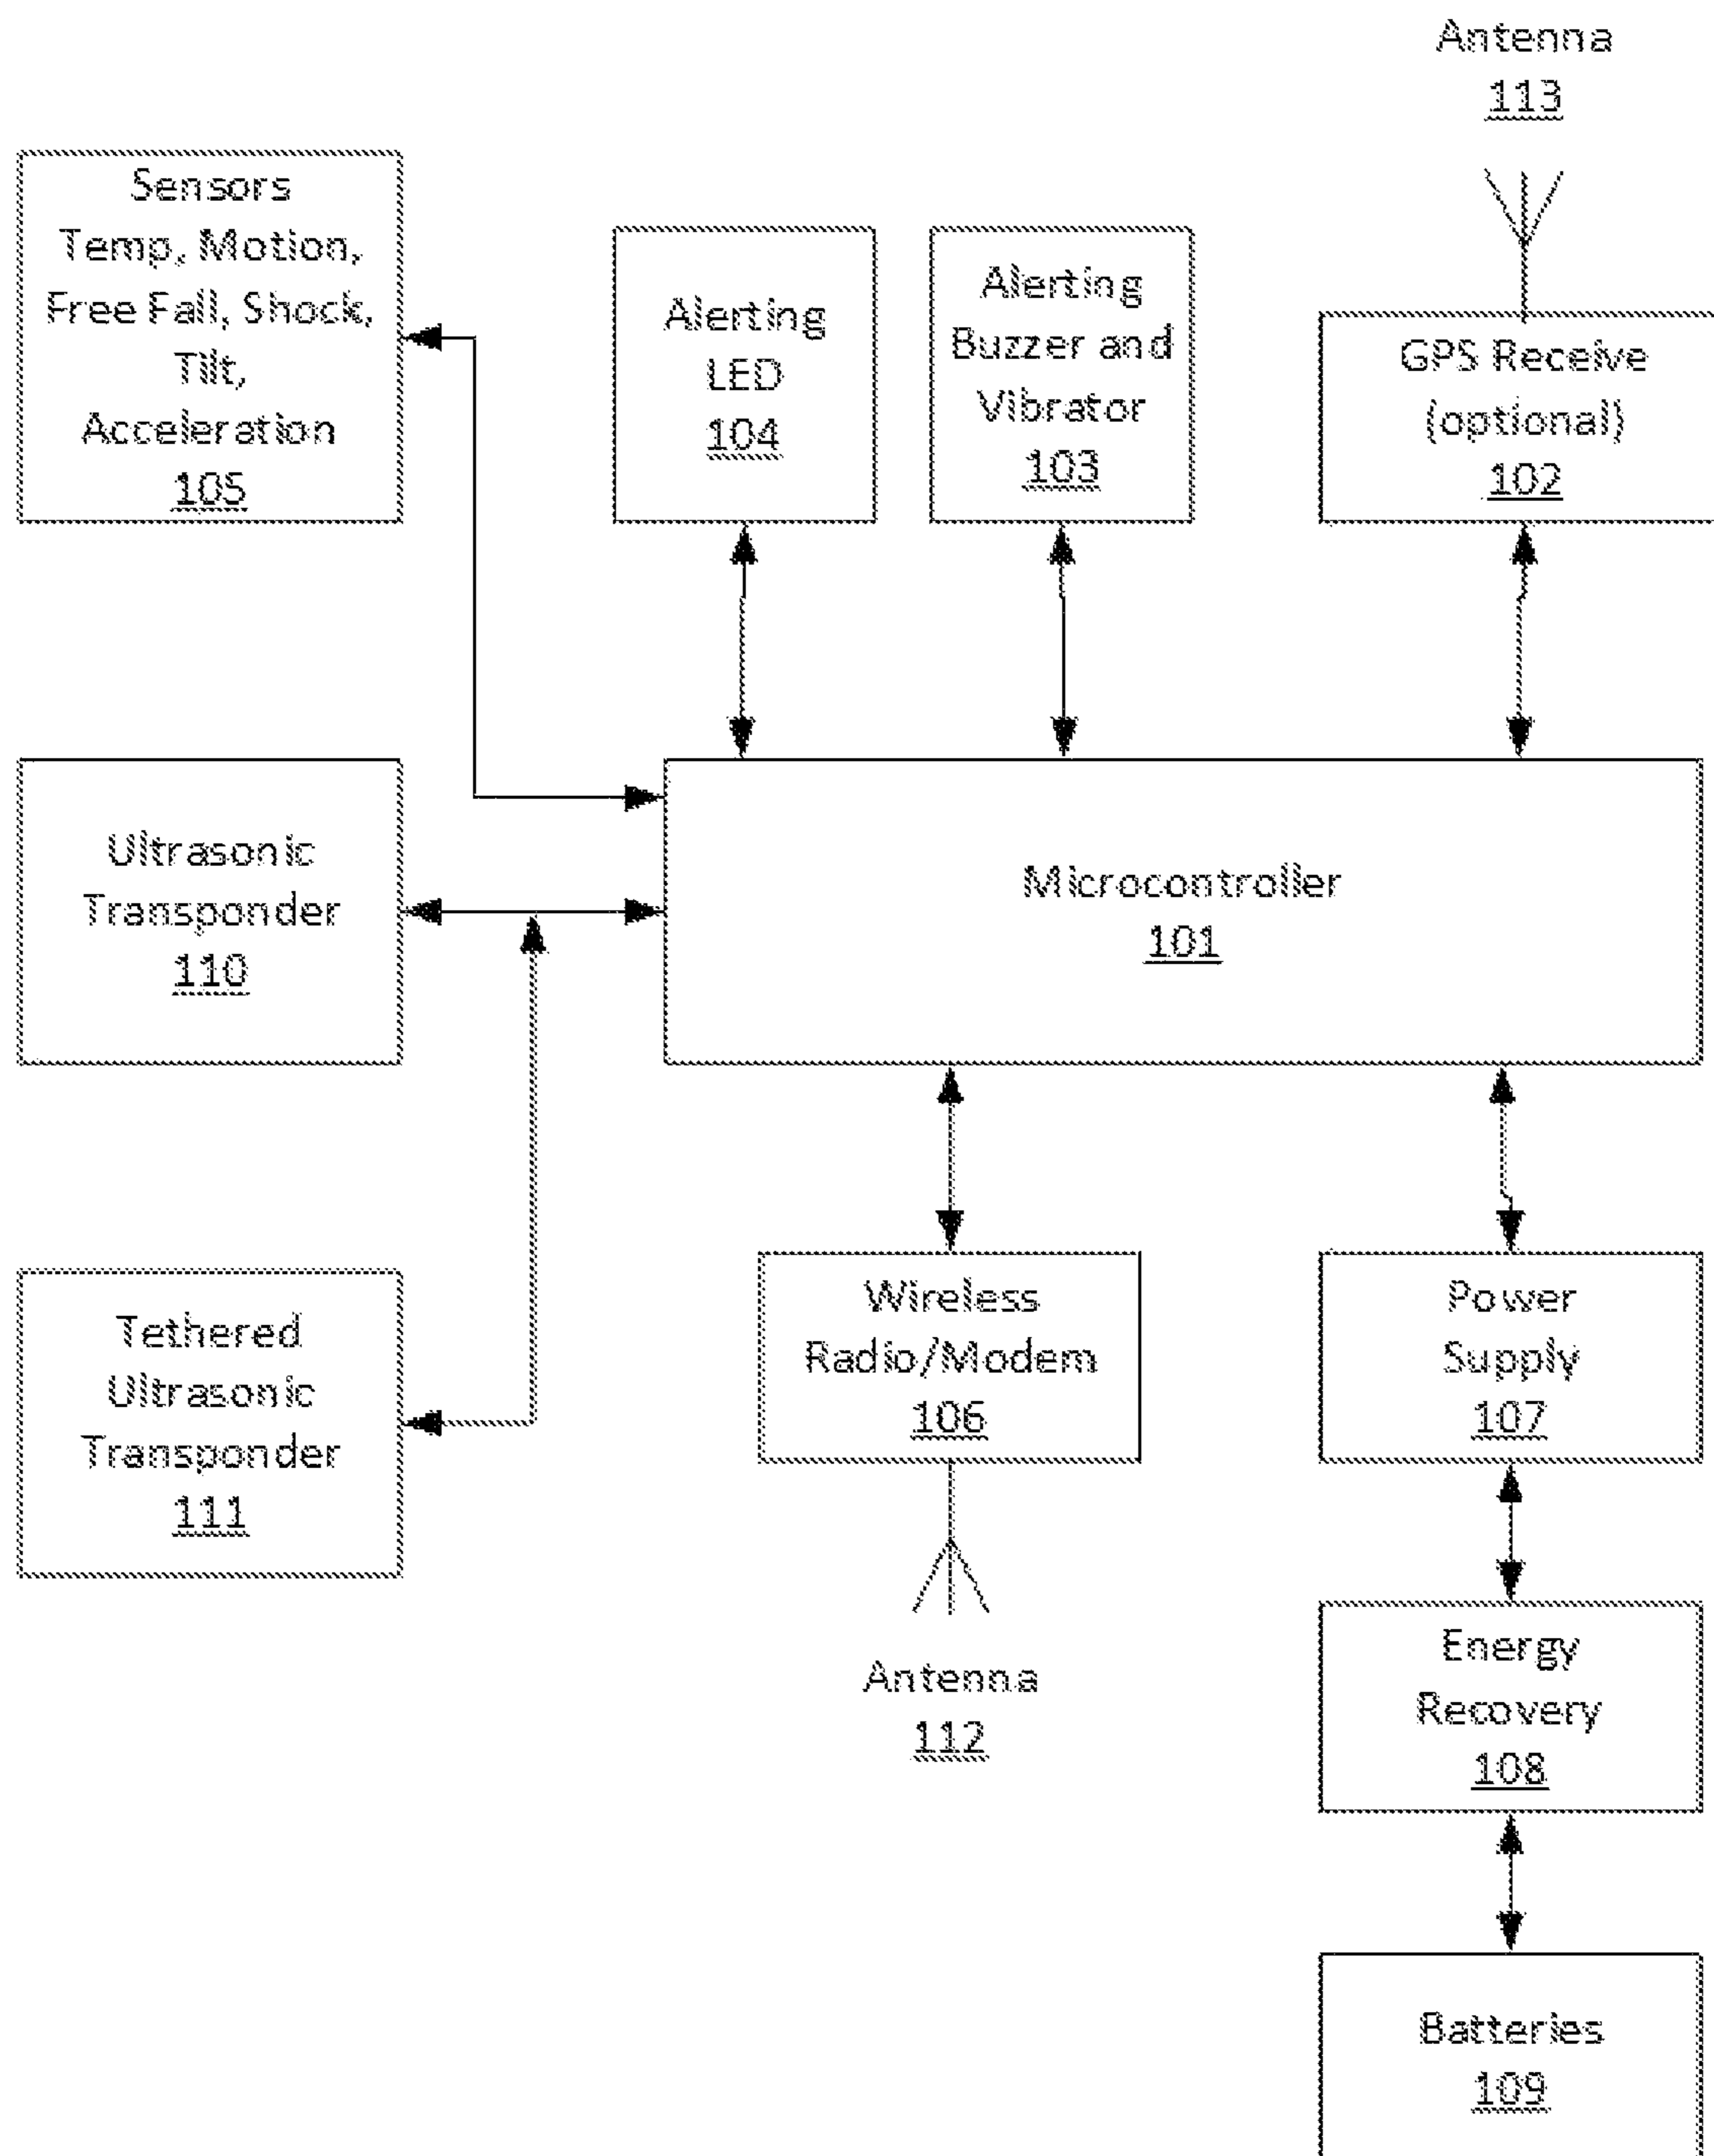 Antenna
113
Sensors
Temp, Motion,
Free Fall, Shock,
Tilt,
Acceleration
105
Alerting
LED
104
Alerting
Buzzer and
Vibrator
103
GPS Receive
(optional)
102
Ultrasonic
Transponder
110
Microcontroller
101
Tethered
Ultrasonic
Transponder
111
Wireless
Radio/Modem
106
Power
Supply
107
Antenna
112
Energy
Recovery
108
Batteries
109